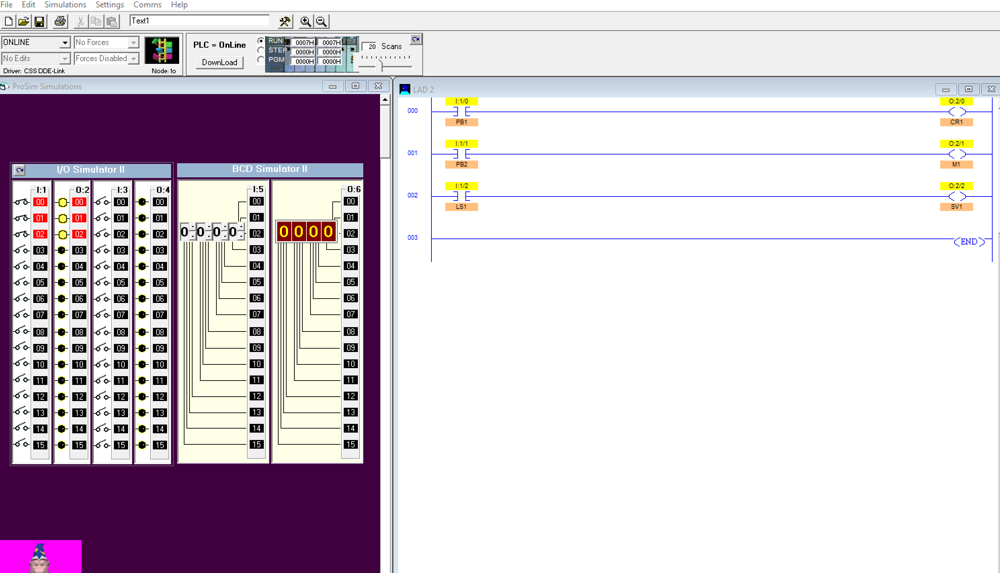 File Edit Simulations Settings Comms Help
Text1
ONLINE No Forces
No Edits Forces Disabled
Driver: CSS DDE-Link Node: 1o
PLC = OnLine
DownLoad
RUN 0007H 0007H
STEP 0000H 0000H
PGM 0000H 0000H
20 Scans
ProSim Simulations
I/O Simulator II
I:1 O:2 I:3 O:4
00 00 00 00
01 01 01 01
02 02 02 02
03 03 03 03
04 04 04 04
05 05 05 05
06 06 06 06
07 07 07 07
08 08 08 08
09 09 09 09
10 10 10 10
11 11 11 11
12 12 12 12
13 13 13 13
14 14 14 14
15 15 15 15
BCD Simulator II
I:5 O:6
00 00
01 01
0 0 0 0 02 0 0 0 0 02
03 03
04 04
05 05
06 06
07 07
08 08
09 09
10 10
11 11
12 12
13 13
14 14
15 15
LAD 2
I:1/0 O:2/0
000
PB1 CR1
I:1/1 O:2/1
001
PB2 M1
I:1/2 O:2/2
002
LS1 SV1
003 END